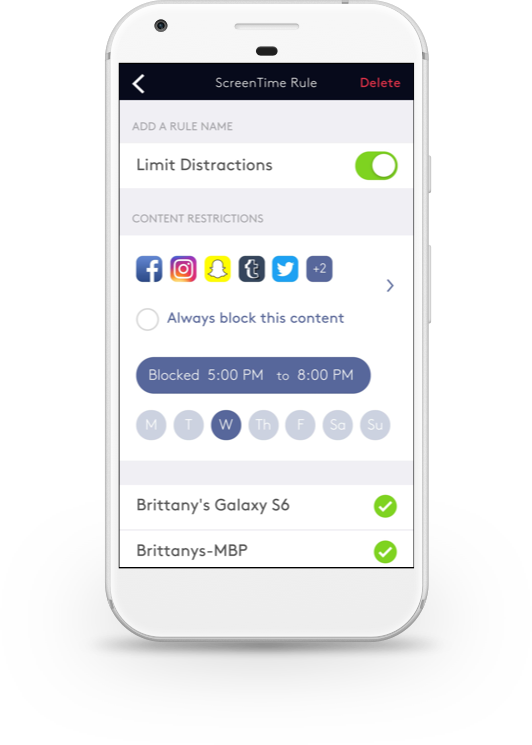 ScreenTime Rule Delete
ADD A RULE NAME
Limit Distractions
CONTENT RESTRICTIONS
f t +2
Always block this content
Blocked 5:00 PM to 8:00 PM
M T W Th F Sa Su
Brittany's Galaxy S6
Brittanys-MBP